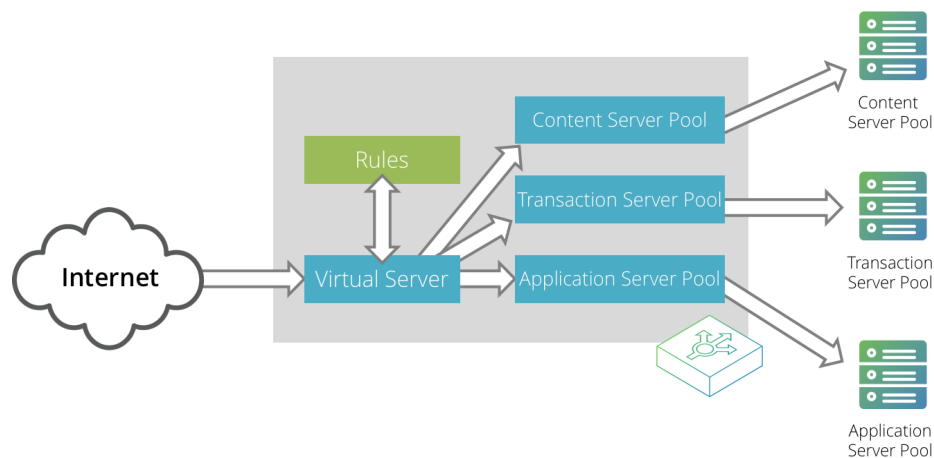 Content
Server Pool
Content Server Pool
Rules
Transaction Server Pool
Transaction
Server Pool
Internet
Virtual Server
Application Server Pool
Application
Server Pool